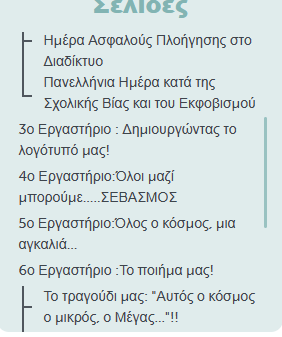 Σελίδες
Ημέρα Ασφαλούς Πλοήγησης στο
Διαδίκτυο
Πανελλήνια Ημέρα κατά της
Σχολικής Βίας και του Εκφοβισμού
3ο Εργαστήριο : Δημιουργώντας το
λογότυπό μας!
4ο Εργαστήριο:Όλοι μαζί
μπορούμε.....ΣΕΒΑΣΜΟΣ
5ο Εργαστήριο:Όλος ο κόσμος, μια
αγκαλιά...
6ο Εργαστήριο :Το ποιήμα μας!
Το τραγούδι μας: "Αυτός ο κόσμος
ο μικρός, ο Μέγας..."!!